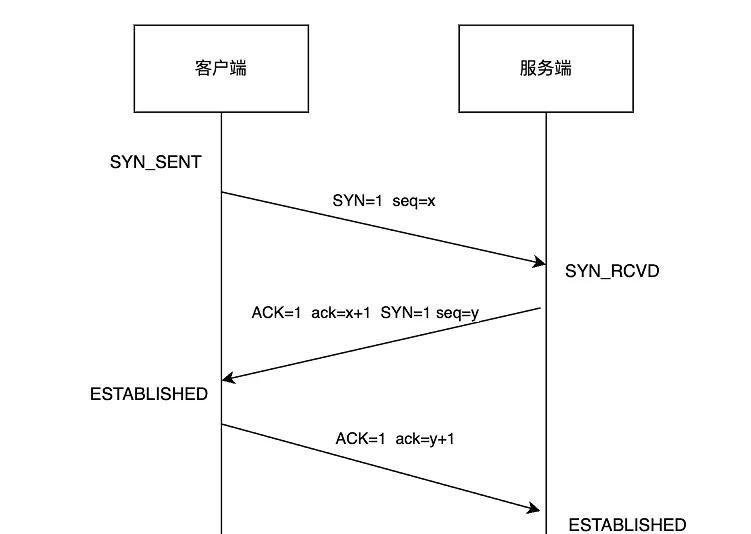 客户端
服务端
SYN_SENT
SYN=1 seq=x
SYN_RCVD
ACK=1 ack=x+1 SYN=1 seq=y
ESTABLISHED
ACK=1 ack=y+1
ESTABLISHED